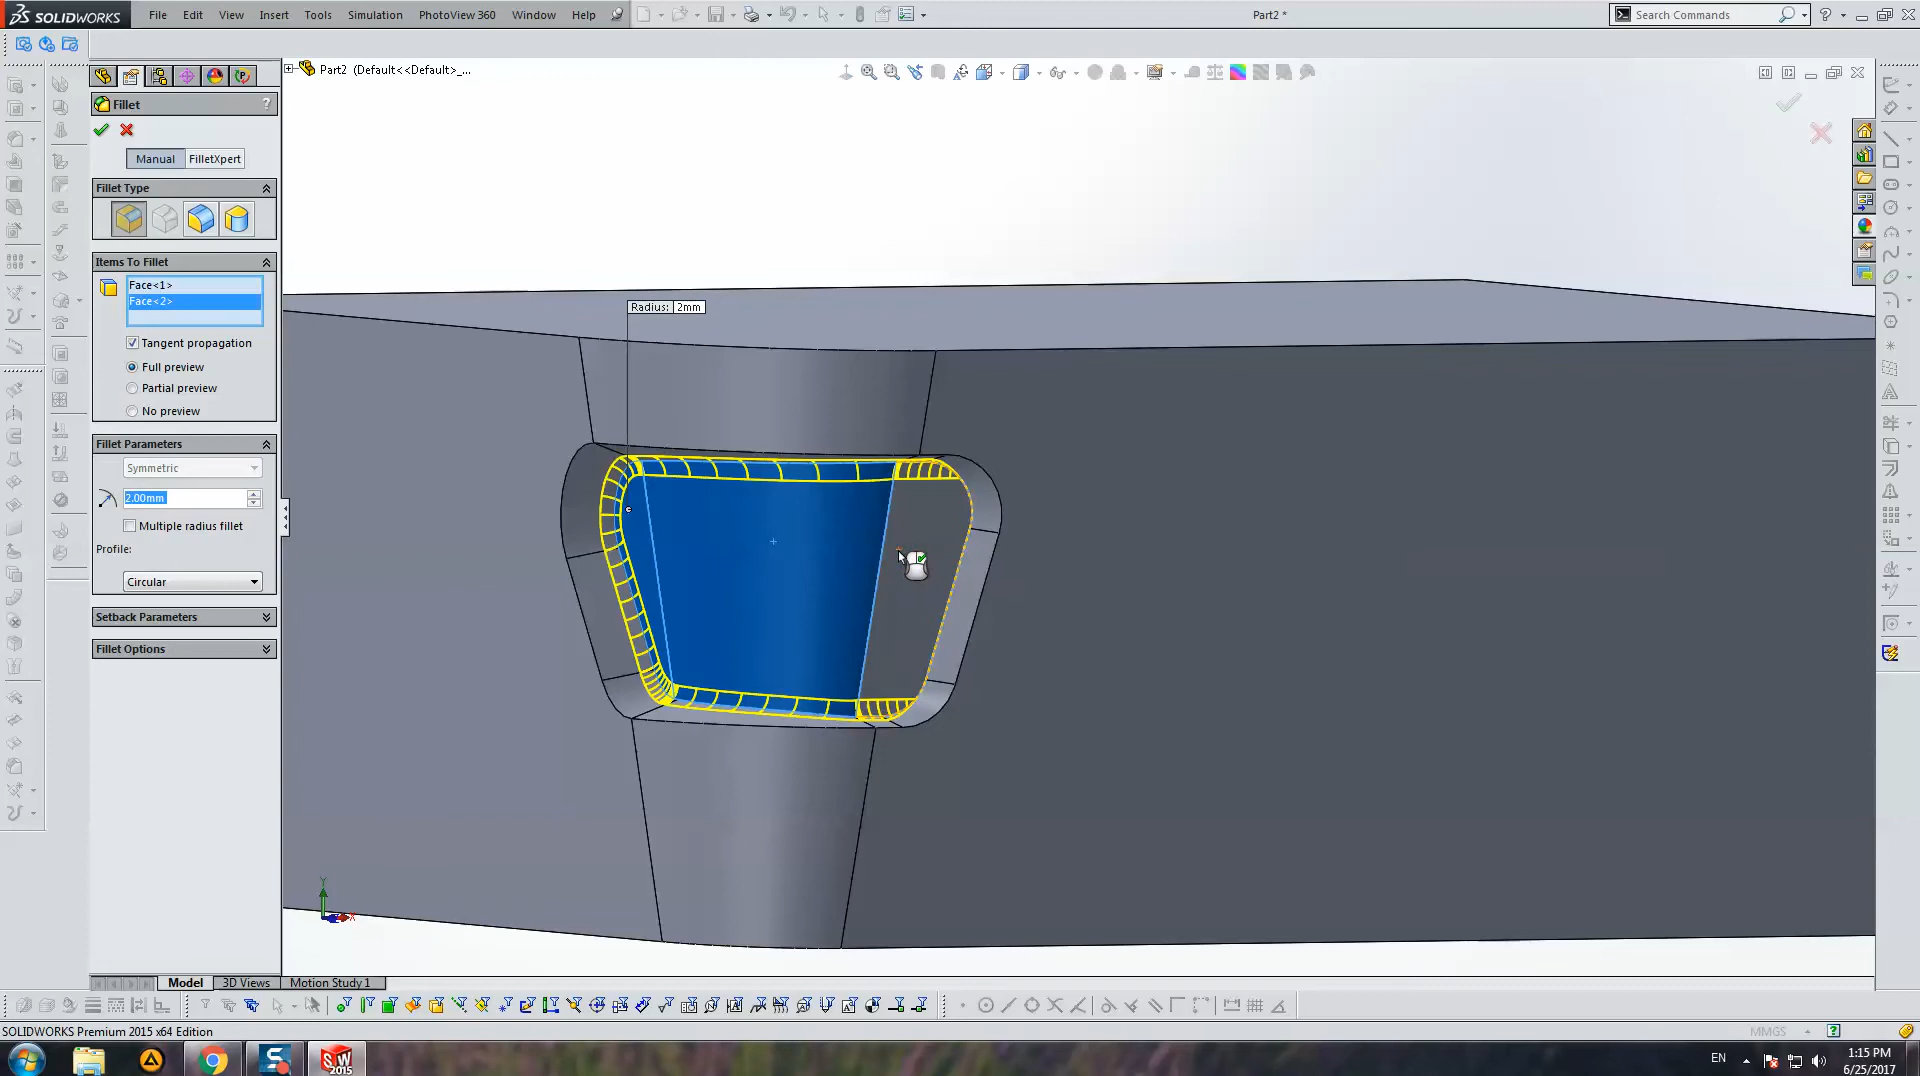 SOLIDWORKS
File
Edit
View
Insert
Tools
Simulation
PhotoView 360
Window
Help
Part2 *
Search Commands
Part2 (Default<<Default>_...
Fillet
?
Manual
FilletXpert
Fillet Type
Items To Fillet
Face<1>
Face<2>
Tangent propagation
Full preview
Partial preview
No preview
Fillet Parameters
Symmetric
2.00mm
Multiple radius fillet
Profile:
Circular
Setback Parameters
Fillet Options
Radius: 2mm
Y
X
Model
3D Views
Motion Study 1
SOLIDWORKS Premium 2015 x64 Edition
MMGS
EN
1:15 PM
6/25/2017